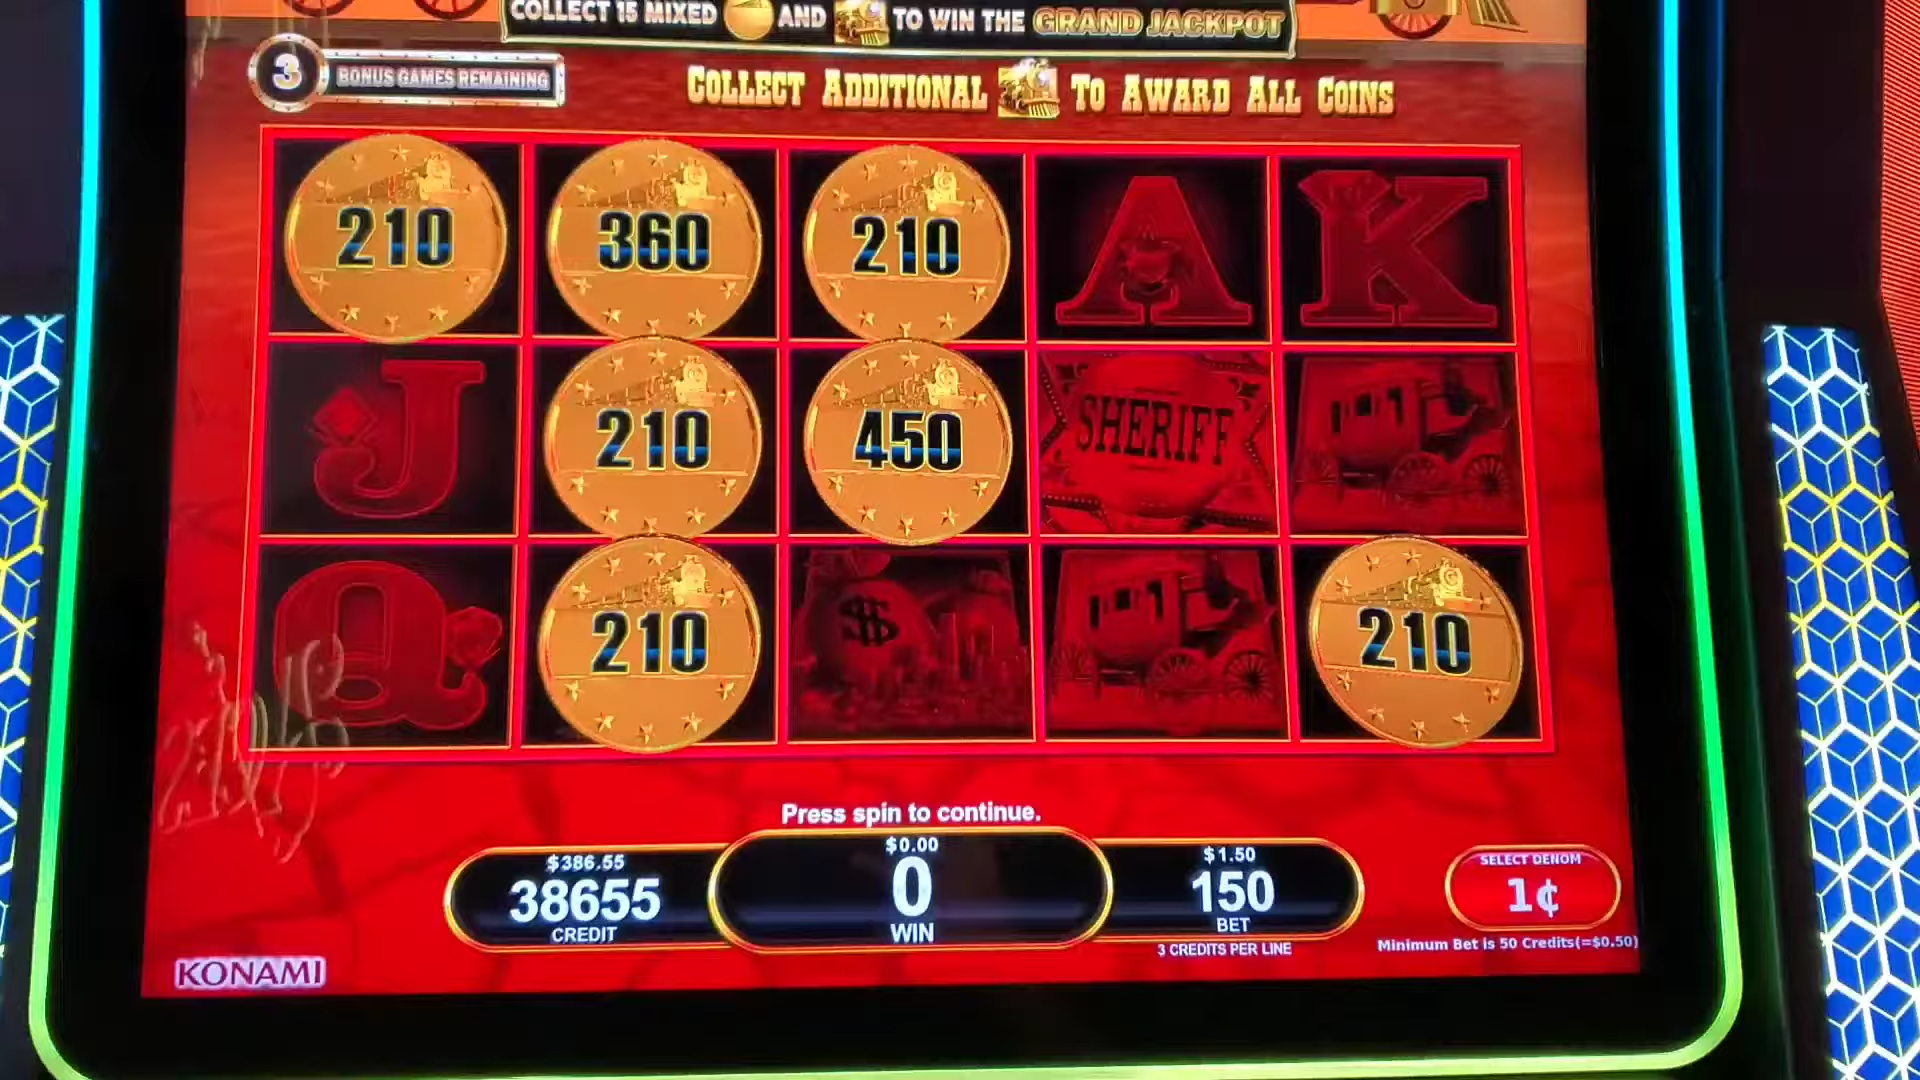 COLLECT 15 MIXED AND TO WIN THE GRAND JACKPOT
3 BONUS GAMES REMAINING
COLLECT ADDITIONAL TO AWARD ALL COINS
210 360 210 A K
J 210 450 SHERIFF
Q 210 $ 210
Press spin to continue.
$386.55
38655
CREDIT
$0.00
0
WIN
$1.50
150
BET
3 CREDITS PER LINE
SELECT DENOM
1¢
Minimum Bet is 50 Credits(=$0.50)
KONAMI